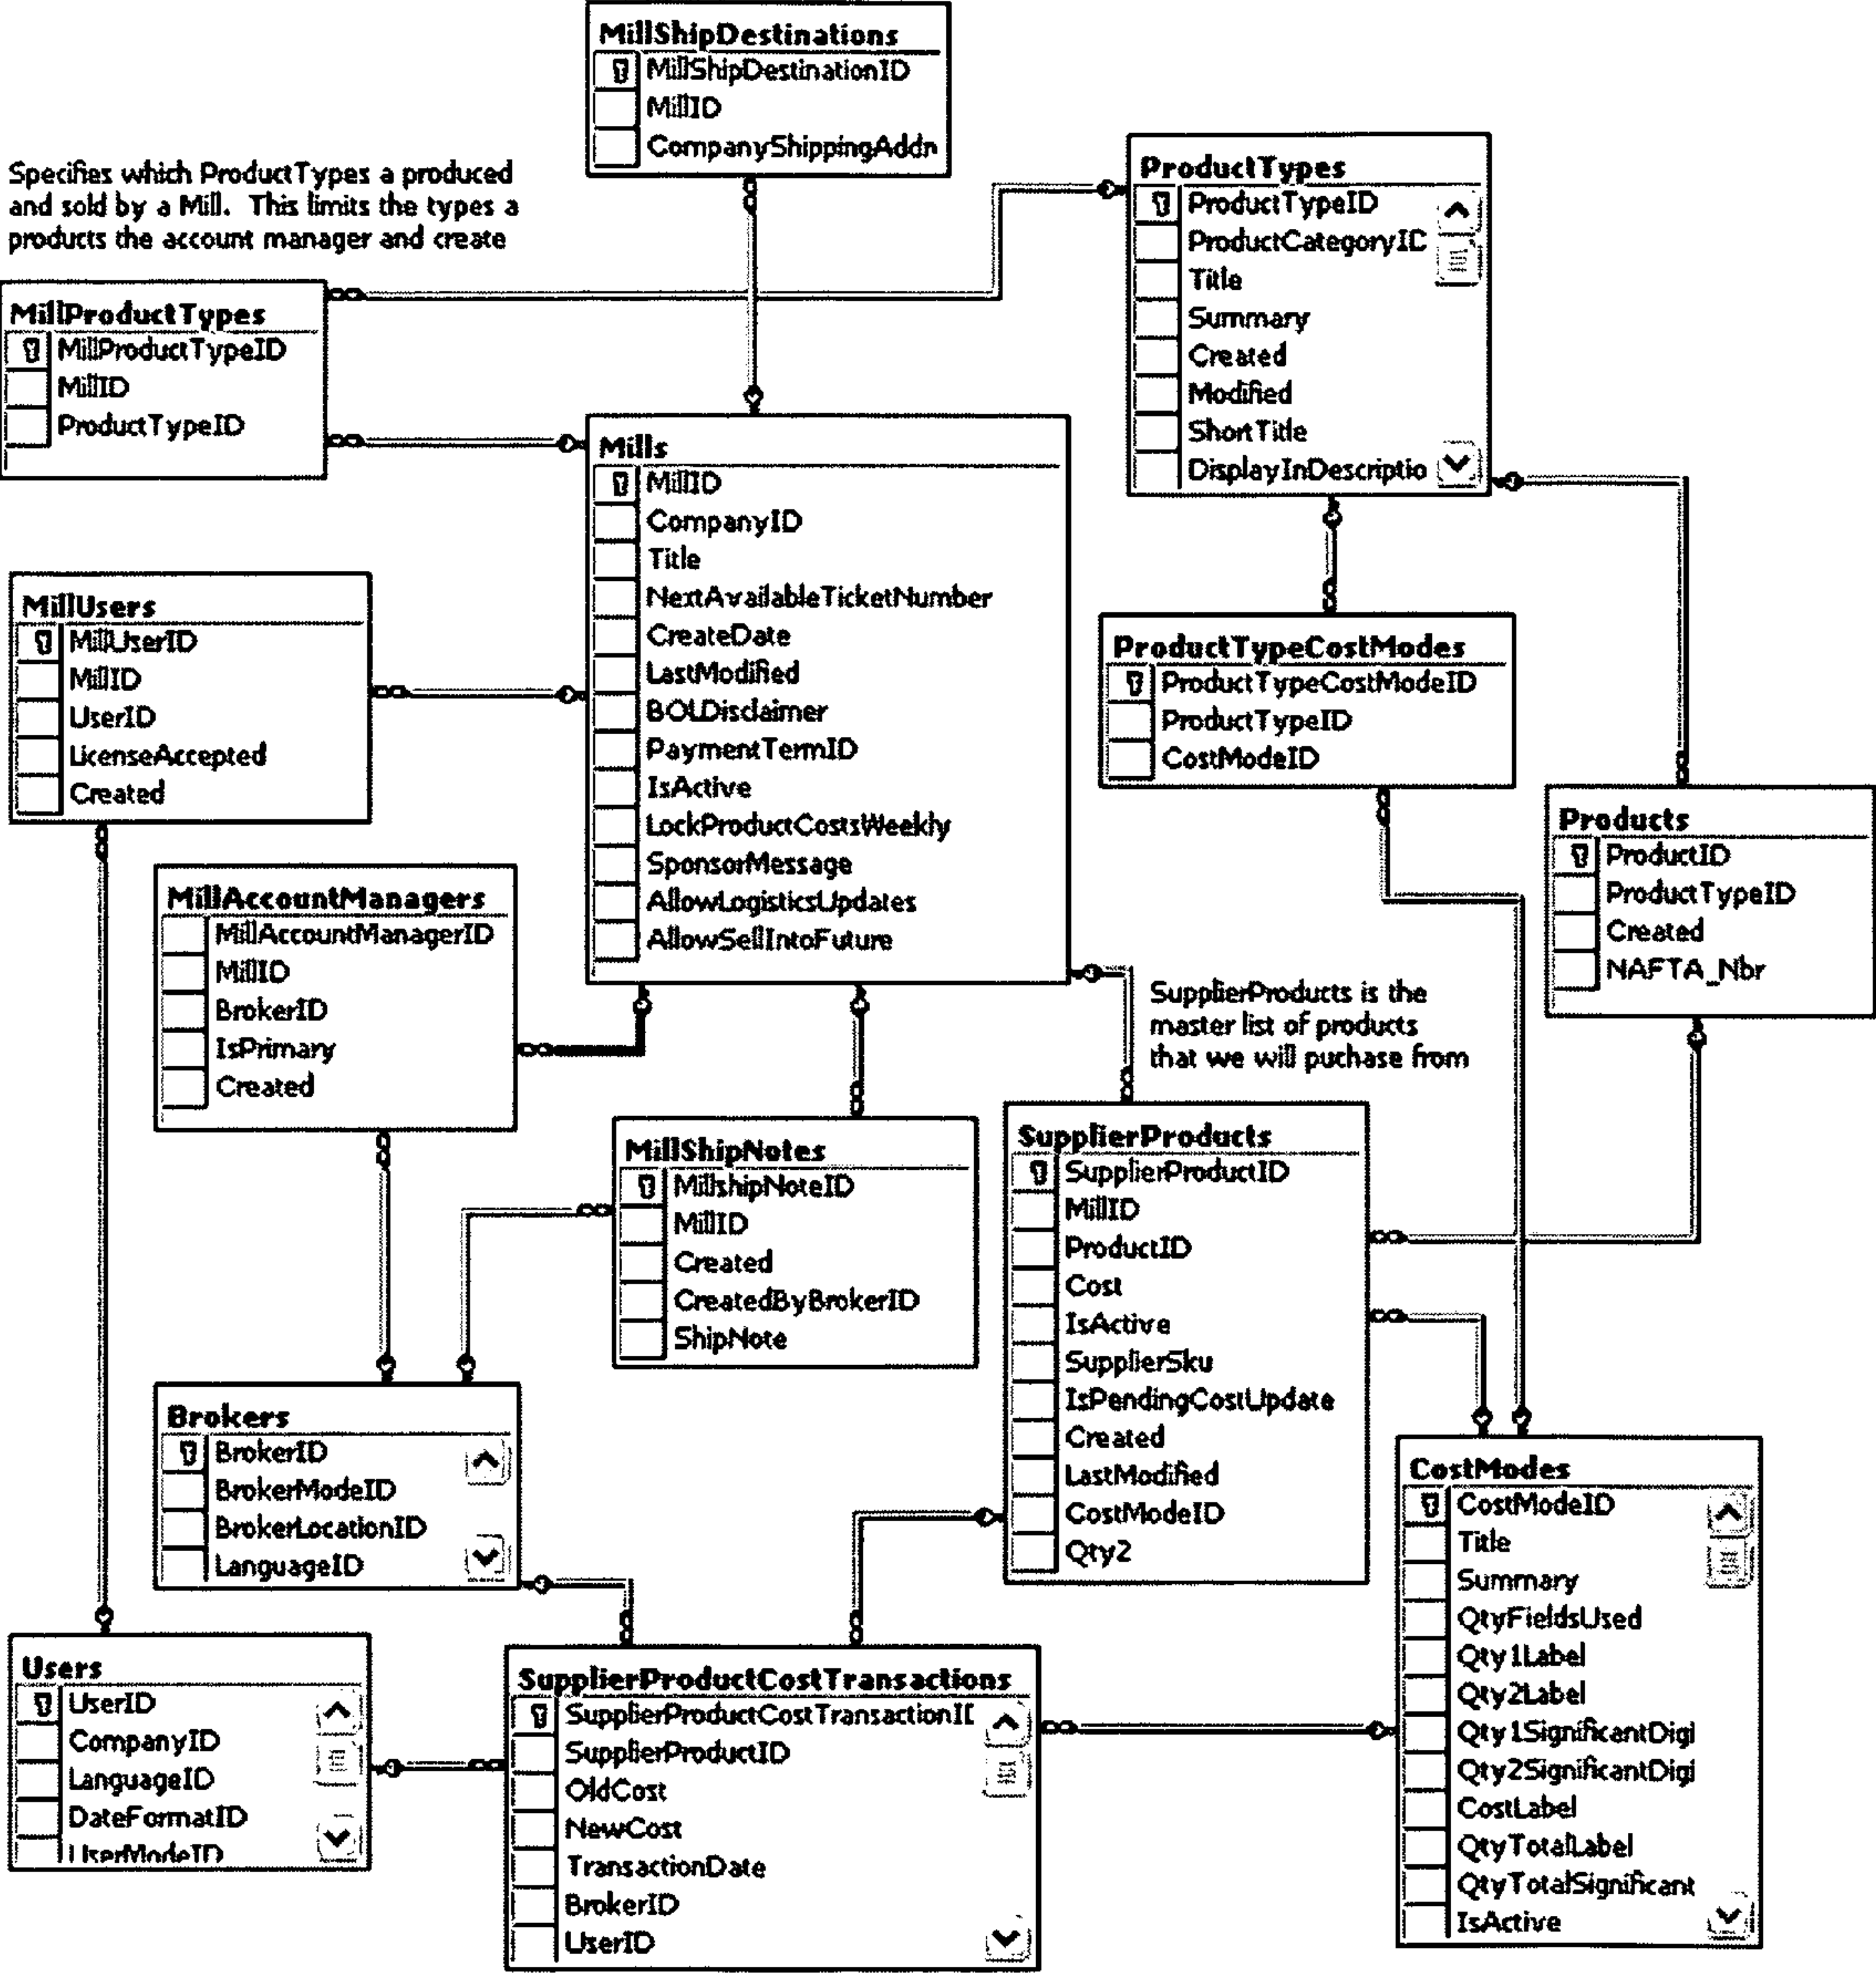 MillShipDestinations
MillShipDestinationID
MillID
CompanyShippingAddn
Specifies which ProductTypes a produced
and sold by a Mill. This limits the types a
products the account manager and create
ProductTypes
ProductTypeID
ProductCategoryID
Title
Summary
Created
Modified
ShortTitle
DisplayInDescriptio
MillProductTypes
MillProductTypeID
MillID
ProductTypeID
Mills
MillID
CompanyID
Title
NextAvailableTicketNumber
CreateDate
LastModified
BOLDisclaimer
PaymentTermID
IsActive
LockProductCostsWeekly
SponsorMessage
AllowLogisticsUpdates
AllowSellIntoFuture
MillUsers
MillUserID
MillID
UserID
LicenseAccepted
Created
ProductTypeCostModes
ProductTypeCostModeID
ProductTypeID
CostModeID
Products
ProductID
ProductTypeID
Created
NAFTA_Nbr
MillAccountManagers
MillAccountManagerID
MillID
BrokerID
IsPrimary
Created
SupplierProducts is the
master list of products
that we will puchase from
MillShipNotes
MillshipNoteID
MillID
Created
CreatedByBrokerID
ShipNote
SupplierProducts
SupplierProductID
MillID
ProductID
Cost
IsActive
SupplierSku
IsPendingCostUpdate
Created
LastModified
CostModeID
Qty2
Brokers
BrokerID
BrokerModeID
BrokerLocationID
LanguageID
CostModes
CostModeID
Title
Summary
QtyFieldsUsed
Qty1Label
Qty2Label
Qty1SignificantDigi
Qty2SignificantDigi
CostLabel
QtyTotalLabel
QtyTotalSignificant
IsActive
Users
UserID
CompanyID
LanguageID
DateFormatID
UserModeID
SupplierProductCostTransactions
SupplierProductCostTransactionID
SupplierProductID
OldCost
NewCost
TransactionDate
BrokerID
UserID